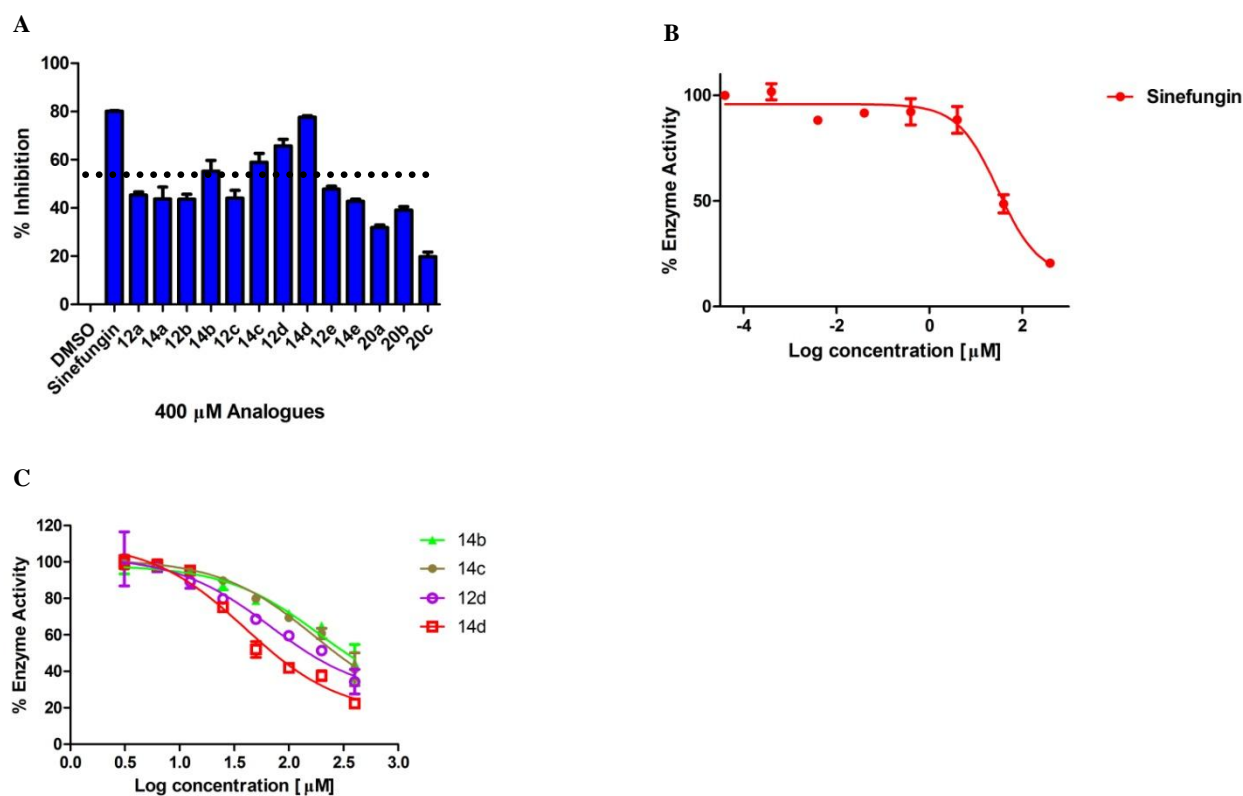 A
100
80
60
40
20
0
% Inhibition
DMSO
Sinefungin
12a
14a
12b
14b
12c
14c
12d
14d
12e
14e
20a
20b
20c
400 μM Analogues
B
100
50
0
% Enzyme Activity
-4
-2
0
2
Log concentration [μM]
Sinefungin
C
120
100
80
60
40
20
0
% Enzyme Activity
0.0
0.5
1.0
1.5
2.0
2.5
3.0
Log concentration [μM]
14b
14c
12d
14d